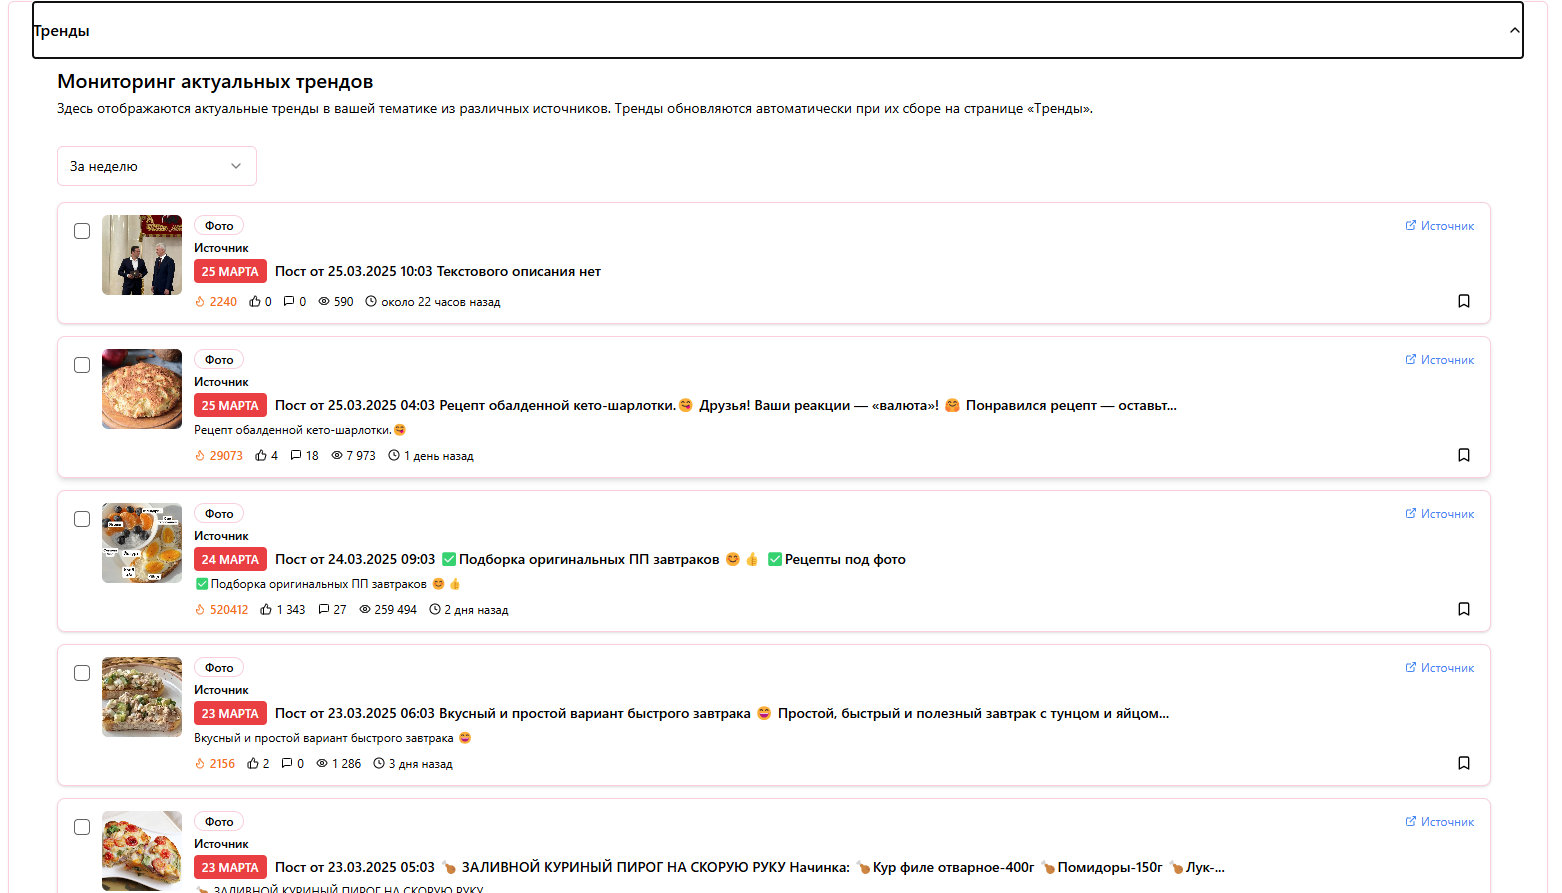 Тренды
Мониторинг актуальных трендов
Здесь отображаются актуальные тренды в вашей тематике из различных источников. Тренды обновляются автоматически при их сборе на странице «Тренды».
За неделю
Фото
Источник
Источник
25 МАРТА Пост от 25.03.2025 10:03 Текстового описания нет
2240 0 0 590 около 22 часов назад
Фото
Источник
Источник
25 МАРТА Пост от 25.03.2025 04:03 Рецепт обалденной кето-шарлотки.😋 Друзья! Ваши реакции — «валюта»! 🤗 Понравился рецепт — оставьт...
Рецепт обалденной кето-шарлотки.😋
29073 4 18 7 973 1 день назад
Фото
Источник
Источник
24 МАРТА Пост от 24.03.2025 09:03 ✅Подборка оригинальных ПП завтраков 😊 👍 ✅Рецепты под фото
✅Подборка оригинальных ПП завтраков 😊 👍
520412 1 343 27 259 494 2 дня назад
Фото
Источник
Источник
23 МАРТА Пост от 23.03.2025 06:03 Вкусный и простой вариант быстрого завтрака 😄 Простой, быстрый и полезный завтрак с тунцом и яйцом...
Вкусный и простой вариант быстрого завтрака 😄
2156 2 0 1 286 3 дня назад
Фото
Источник
Источник
23 МАРТА Пост от 23.03.2025 05:03 🍗 ЗАЛИВНОЙ КУРИНЫЙ ПИРОГ НА СКОРУЮ РУКУ Начинка: 🍗Кур филе отварное-400г 🍗Помидоры-150г 🍗Лук-...
🍗 ЗАЛИВНОЙ КУРИНЫЙ ПИРОГ НА СКОРУЮ РУКУ